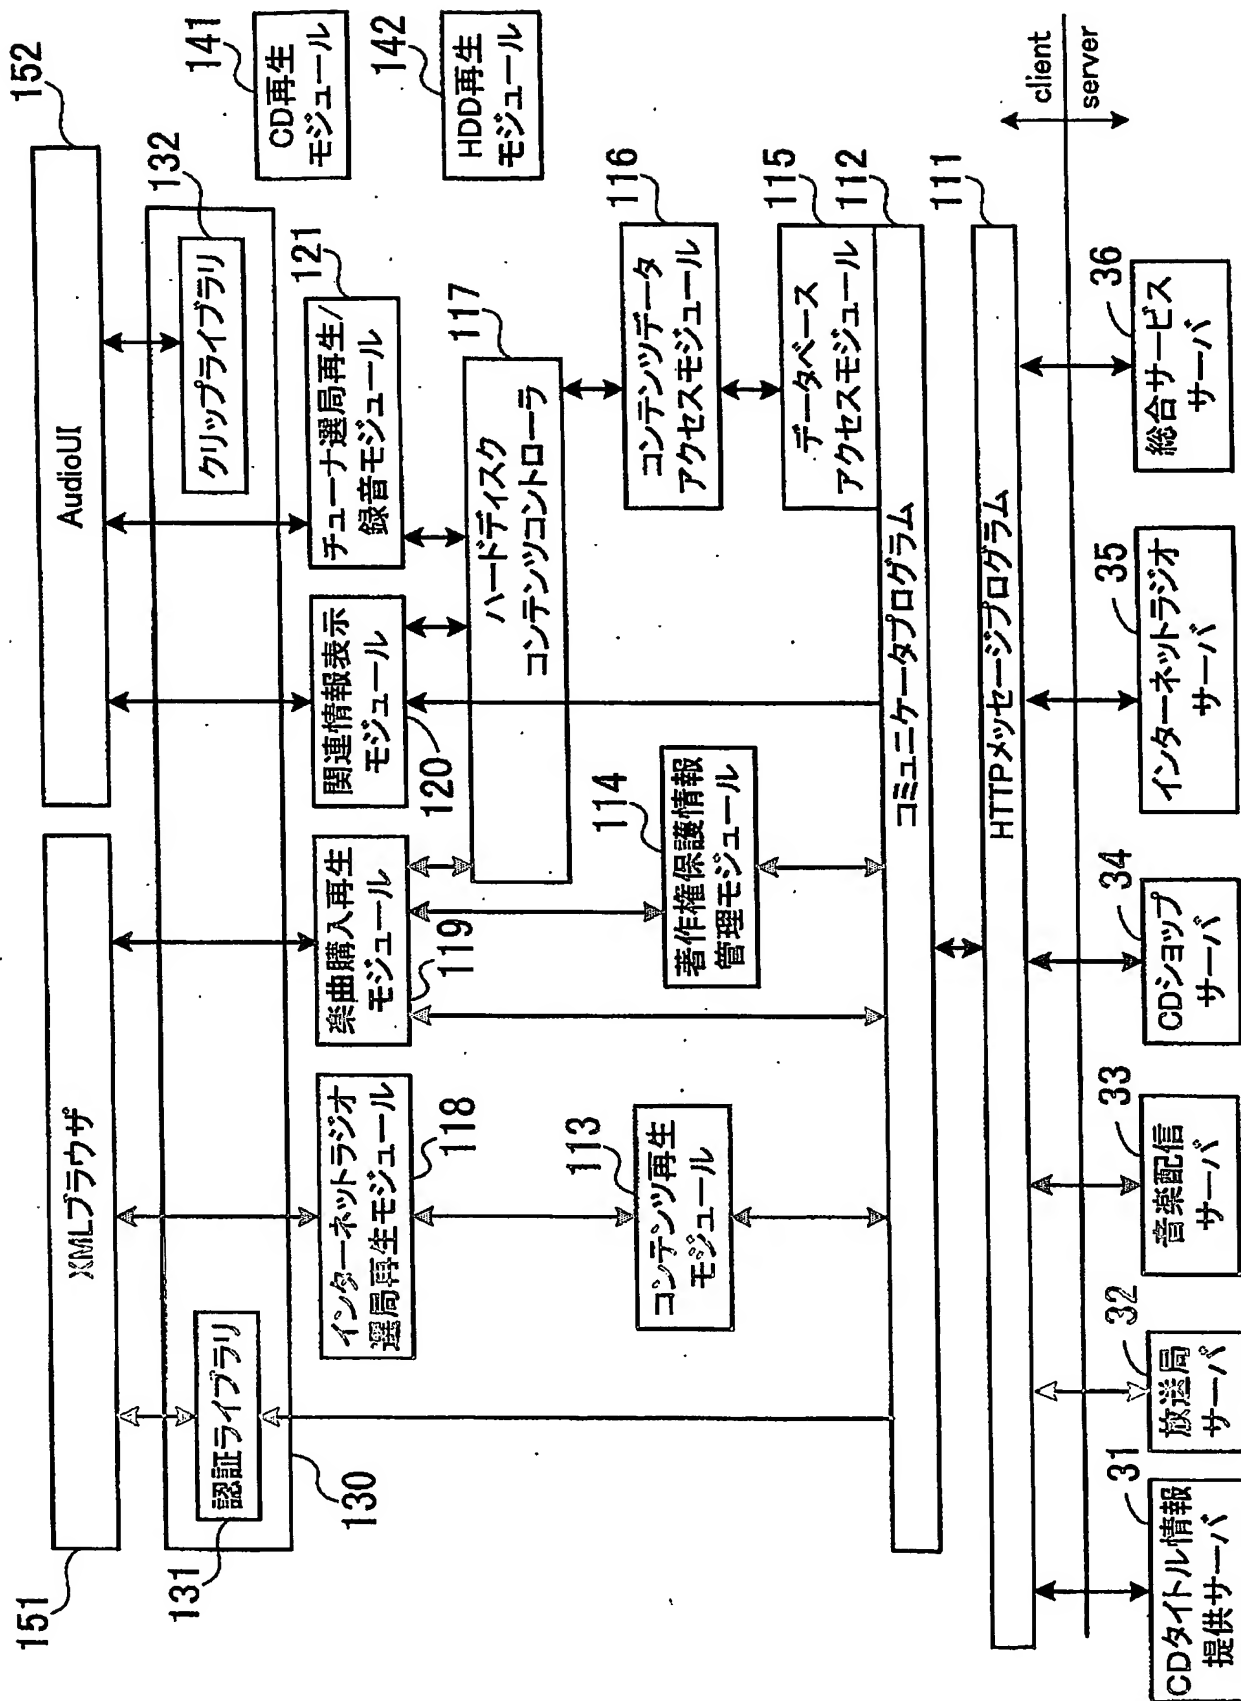 151
XMLブラウザ
AudioUI
152
131
認証ライブラリ
130
クリップライブラリ
132
CD再生
モジュール
141
HDD再生
モジュール
142
インターネットラジオ
選局再生モジュール
118
楽曲購入再生
モジュール
119
関連情報表示
モジュール
120
チューナ選局再生/
録音モジュール
121
ハードディスク
コンテンツコントローラ
117
コンテンツ再生
モジュール
113
著作権保護情報
管理モジュール
114
コンテンツデータ
アクセスモジュール
116
データベース
アクセスモジュール
115
コミュニケータプログラム
112
HTTPメッセージプログラム
111
client
server
CDタイトル情報
提供サーバ
31
放送局
サーバ
32
音楽配信
サーバ
33
CDショップ
サーバ
34
インターネットラジオ
サーバ
35
総合サービス
サーバ
36